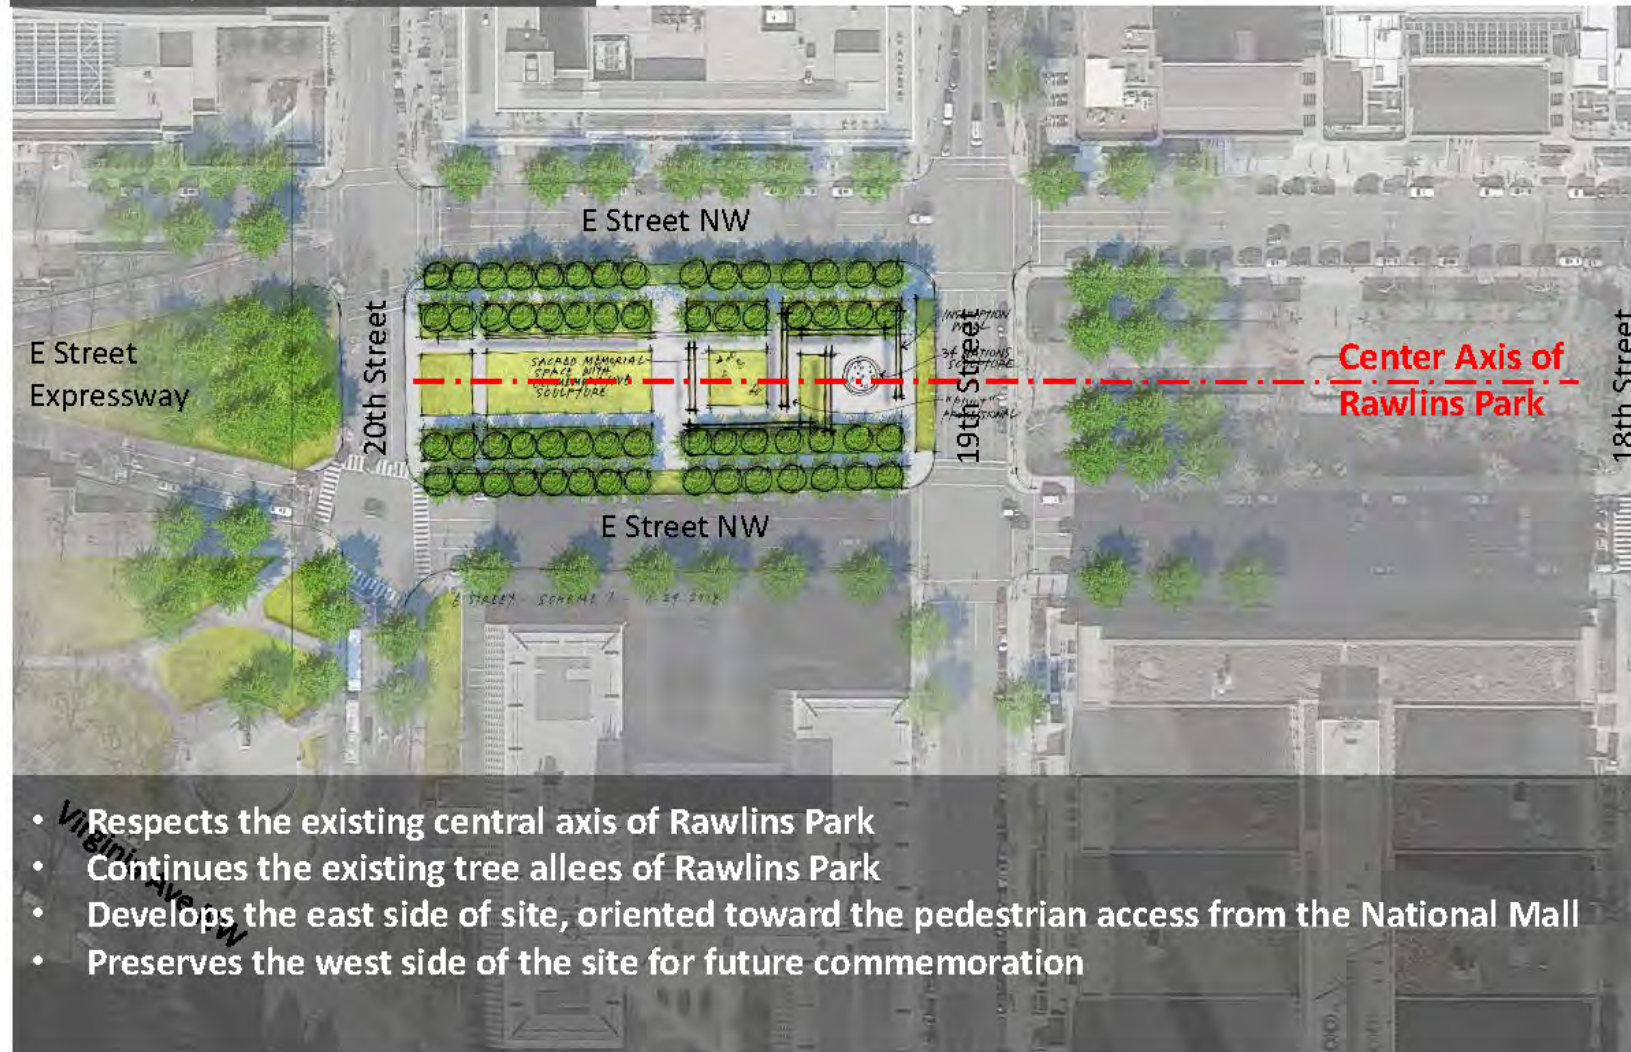 E Street NW
E Street
Expressway
20th Street
INSCRIPTION
WALL
34 NATIONS
SCULPTURE
SACRED MEMORIAL
SPACE WITH
COMMEMORATIVE
SCULPTURE
19th Street
Center Axis of
Rawlins Park
18th Street
E Street NW
E STREET - SCHEME
Virginia Ave NW
• Respects the existing central axis of Rawlins Park
• Continues the existing tree allees of Rawlins Park
• Develops the east side of site, oriented toward the pedestrian access from the National Mall
• Preserves the west side of the site for future commemoration